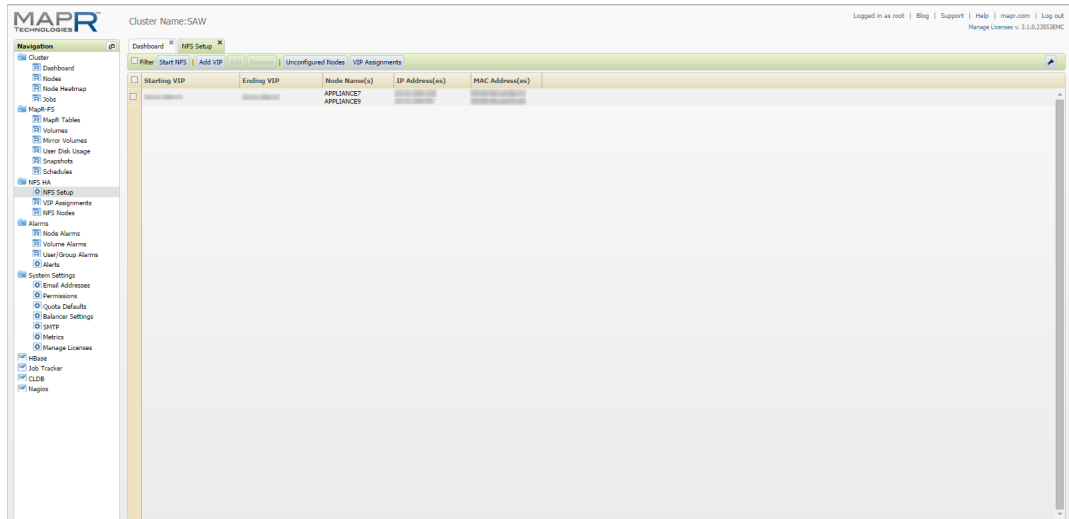 MAPR
TECHNOLOGIES
Cluster Name:SAW
Logged in as root | Blog | Support | Help | mapr.com | Log out
Manage Licenses v. 3.1.0.23553EMC
Navigation
Cluster
Dashboard
Nodes
Node Heatmap
Jobs
MapR-FS
MapR Tables
Volumes
Mirror Volumes
User Disk Usage
Snapshots
Schedules
NFS HA
NFS Setup
VIP Assignments
NFS Nodes
Alarms
Node Alarms
Volume Alarms
User/Group Alarms
Alerts
System Settings
Email Addresses
Permissions
Quota Defaults
Balancer Settings
SMTP
Metrics
Manage Licenses
HBase
Job Tracker
CLDB
Nagios
Dashboard NFS Setup
Filter Start NFS | Add VIP Edit Remove | Unconfigured Nodes VIP Assignments
Starting VIP Ending VIP Node Name(s) IP Address(es) MAC Address(es)
APPLIANCE7
APPLIANCE9